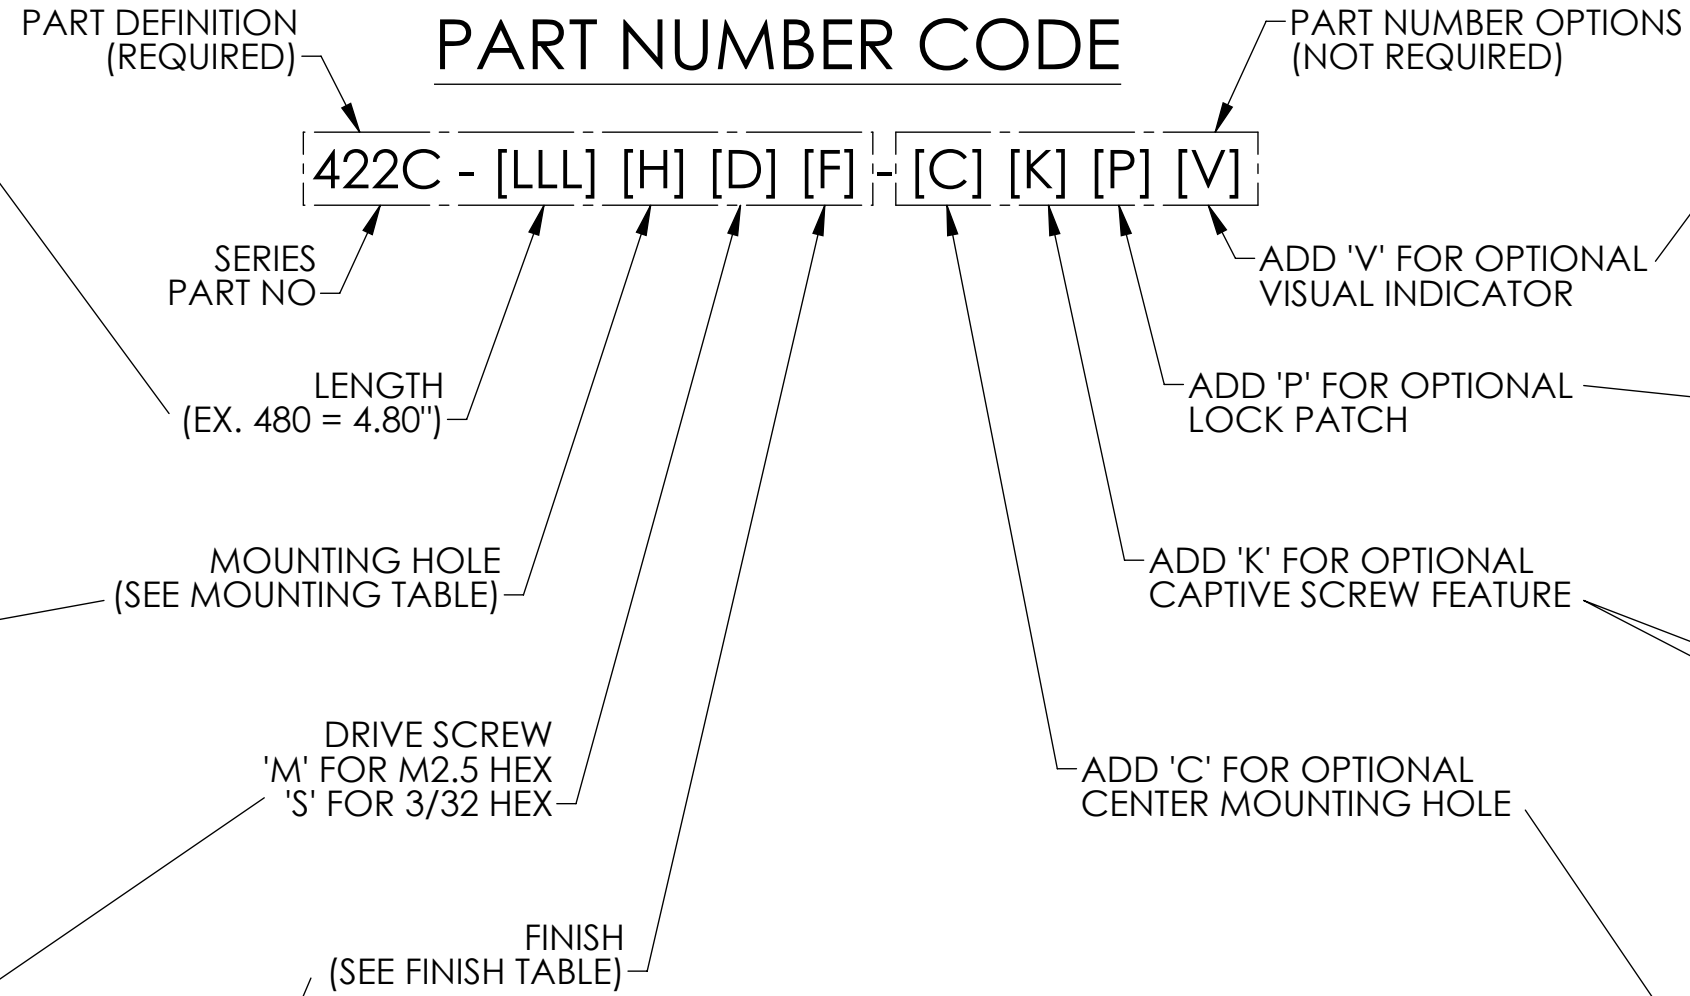 PART NUMBER CODE
PART DEFINITION
(REQUIRED)
PART NUMBER OPTIONS
(NOT REQUIRED)
422C - [LLL] [H] [D] [F] - [C] [K] [P] [V]
SERIES
PART NO
ADD 'V' FOR OPTIONAL
VISUAL INDICATOR
LENGTH
(EX. 480 = 4.80")
ADD 'P' FOR OPTIONAL
LOCK PATCH
MOUNTING HOLE
(SEE MOUNTING TABLE)
ADD 'K' FOR OPTIONAL
CAPTIVE SCREW FEATURE
DRIVE SCREW
'M' FOR M2.5 HEX
'S' FOR 3/32 HEX
ADD 'C' FOR OPTIONAL
CENTER MOUNTING HOLE
FINISH
(SEE FINISH TABLE)